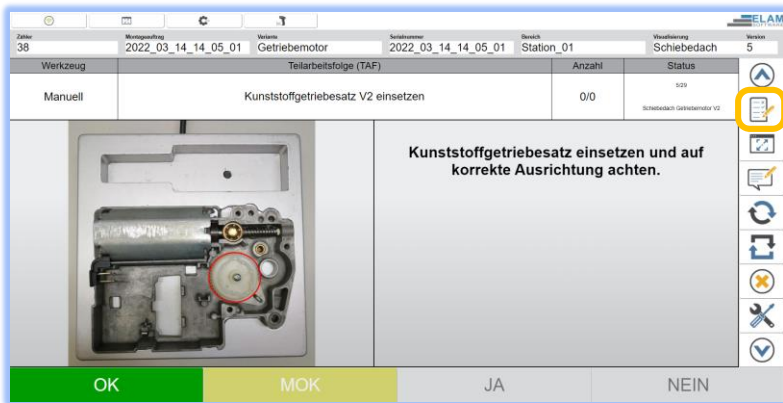 ELAM
SOFTWARE
Zähler
38
Montageauftrag
2022_03_14_14_05_01
Variante
Getriebemotor
Serialnummer
2022_03_14_14_05_01
Bereich
Station_01
Visualisierung
Schiebedach
Version
5
Werkzeug
Teilarbeitsfolge (TAF)
Anzahl
Status
Manuell
Kunststoffgetriebesatz V2 einsetzen
0/0
5/29
Schiebedach Getriebemotor V2
Kunststoffgetriebesatz einsetzen und auf
korrekte Ausrichtung achten.
OK
MOK
JA
NEIN